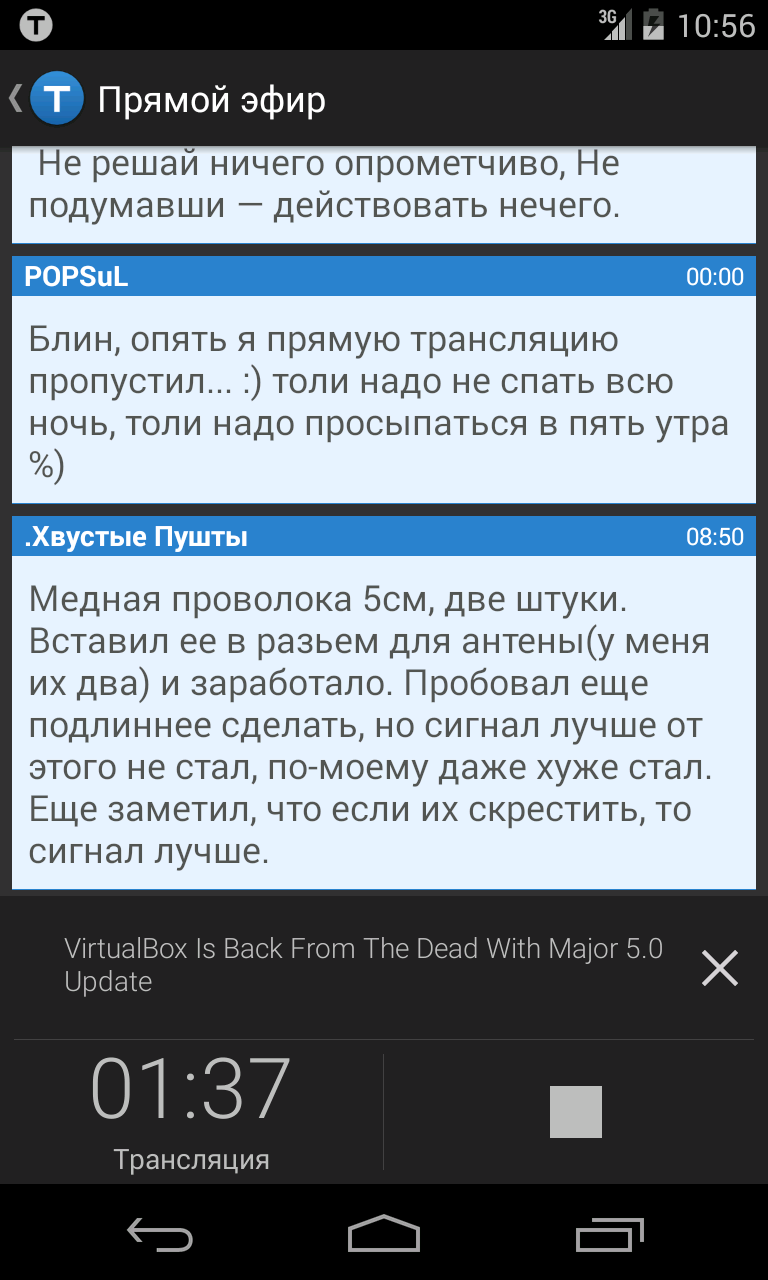 T
3G
10:56
T Прямой эфир
Не решай ничего опрометчиво, Не
подумавши — действовать нечего.
POPSuL 00:00
Блин, опять я прямую трансляцию
пропустил... :) толи надо не спать всю
ночь, толи надо просыпаться в пять утра
%)
.Хвустые Пушты 08:50
Медная проволока 5см, две штуки.
Вставил ее в разьем для антены(у меня
их два) и заработало. Пробовал еще
подлиннее сделать, но сигнал лучше от
этого не стал, по-моему даже хуже стал.
Еще заметил, что если их скрестить, то
сигнал лучше.
VirtualBox Is Back From The Dead With Major 5.0
Update
01:37
Трансляция